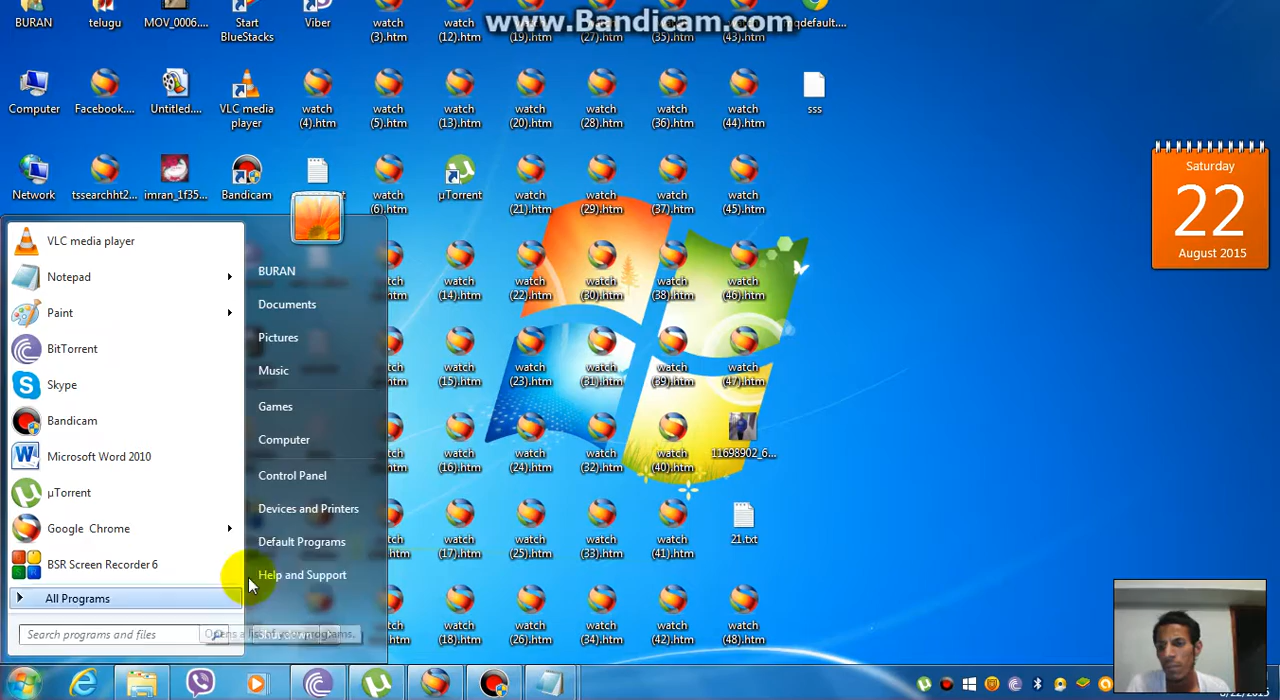 www.Bandicam.com
BURAN
telugu
MOV_0006....
Start
BlueStacks
Viber
watch
(3).htm
watch
(12).htm
watch
(19).htm
watch
(27).htm
watch
(35).htm
watch
(43).htm
qdefault....
Computer
Facebook....
Untitled....
VLC media
player
watch
(4).htm
watch
(5).htm
watch
(13).htm
watch
(20).htm
watch
(28).htm
watch
(36).htm
watch
(44).htm
sss
Network
tssearchht2...
imran_1f35...
Bandicam
watch
(6).htm
µTorrent
watch
(21).htm
watch
(29).htm
watch
(37).htm
watch
(45).htm
Saturday
22
August 2015
VLC media player
Notepad
Paint
BitTorrent
Skype
Bandicam
Microsoft Word 2010
µTorrent
Google Chrome
BSR Screen Recorder 6
All Programs
Search programs and files
Opens a list of your programs.
BURAN
Documents
Pictures
Music
Games
Computer
Control Panel
Devices and Printers
Default Programs
Help and Support
watch
(14).htm
watch
(22).htm
watch
(30).htm
watch
(38).htm
watch
(46).htm
watch
(15).htm
watch
(23).htm
watch
(31).htm
watch
(39).htm
watch
(47).htm
watch
(16).htm
watch
(24).htm
watch
(32).htm
watch
(40).htm
11698902_6...
watch
(17).htm
watch
(25).htm
watch
(33).htm
watch
(41).htm
21.txt
watch
(18).htm
watch
(26).htm
watch
(34).htm
watch
(42).htm
watch
(48).htm